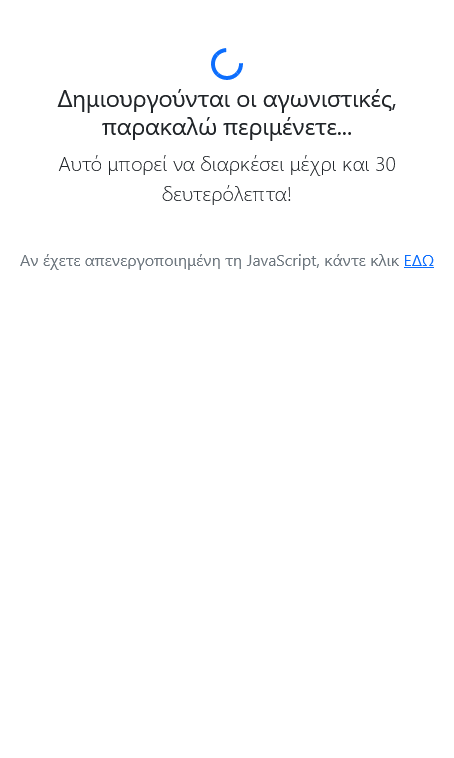 Δημιουργούνται οι αγωνιστικές,
παρακαλώ περιμένετε...
Αυτό μπορεί να διαρκέσει μέχρι και 30
δευτερόλεπτα!
Αν έχετε απενεργοποιημένη τη JavaScript, κάντε κλικ ΕΔΩ